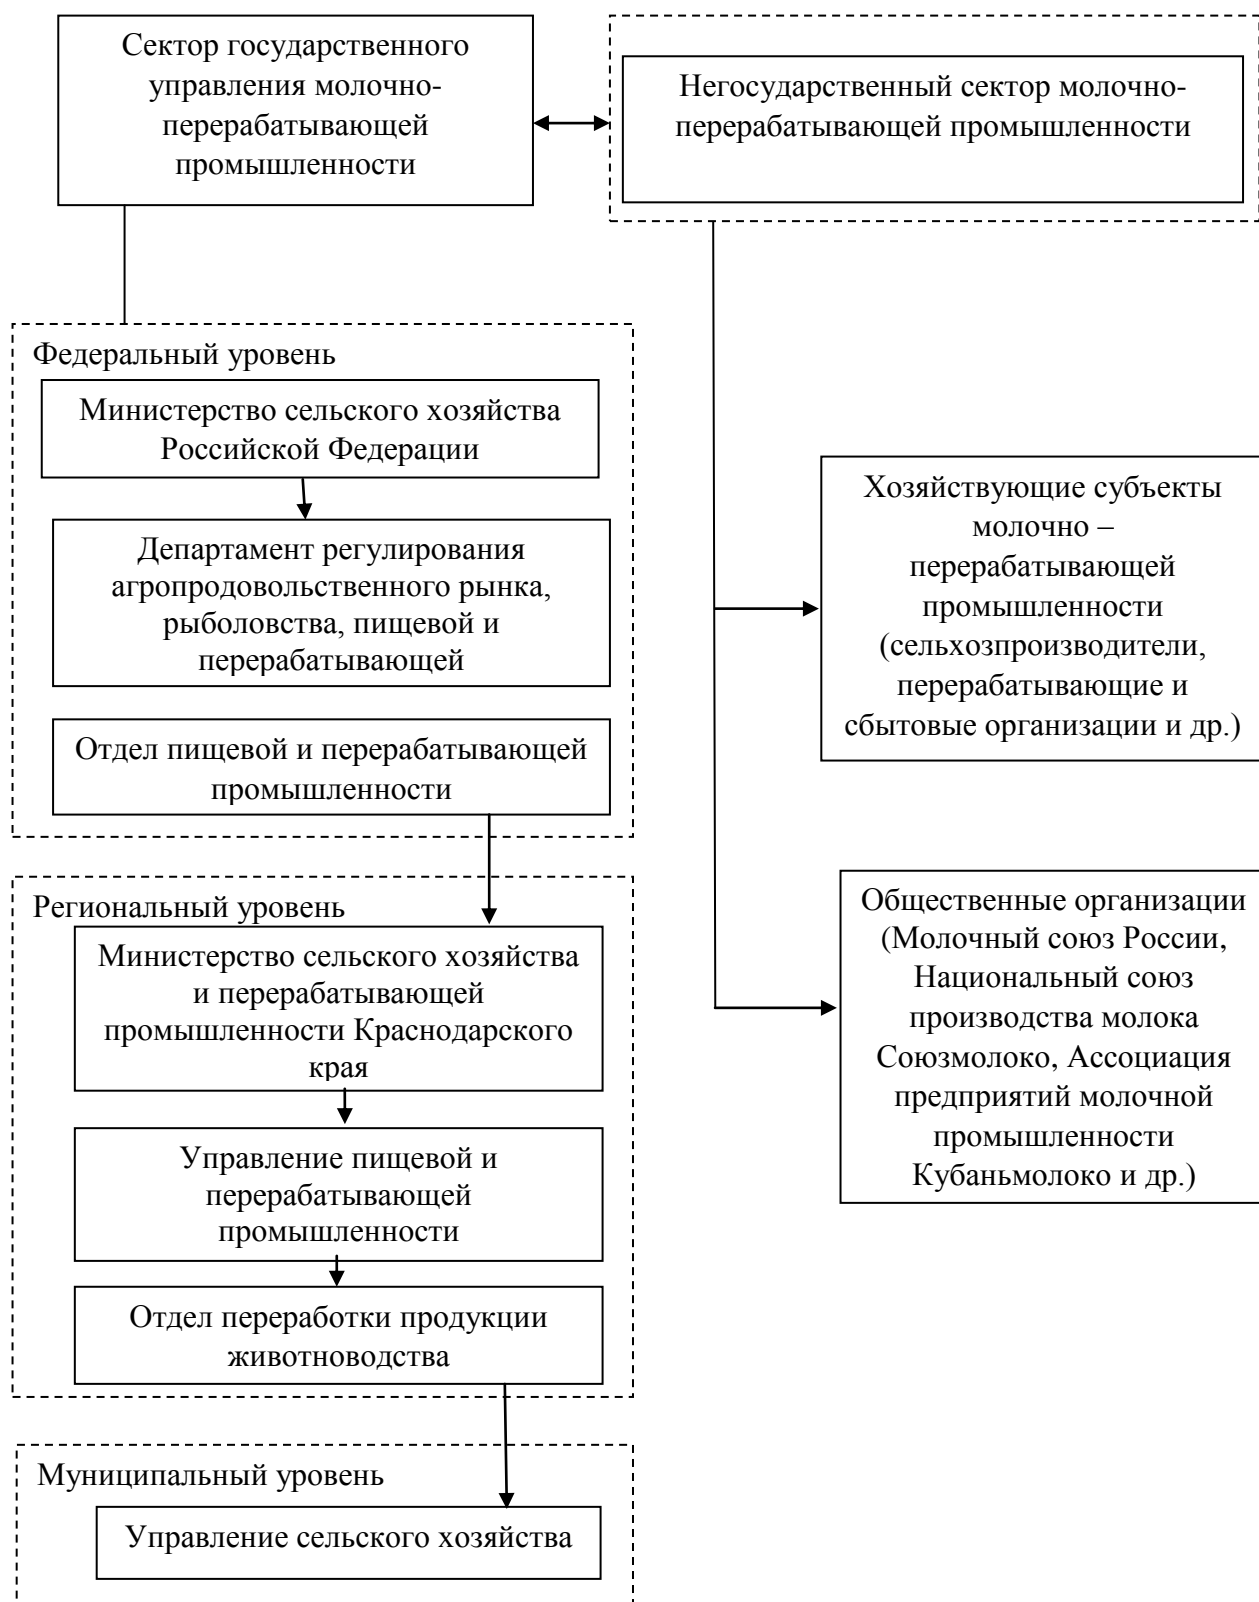 Сектор государственного
управления молочно-
перерабатывающей
промышленности
Негосударственный сектор молочно-
перерабатывающей промышленности
Федеральный уровень
Министерство сельского хозяйства
Российской Федерации
Департамент регулирования
агропродовольственного рынка,
рыболовства, пищевой и
перерабатывающей
Отдел пищевой и перерабатывающей
промышленности
Региональный уровень
Министерство сельского хозяйства
и перерабатывающей
промышленности Краснодарского
края
Управление пищевой и
перерабатывающей
промышленности
Отдел переработки продукции
животноводства
Муниципальный уровень
Управление сельского хозяйства
Хозяйствующие субъекты
молочно –
перерабатывающей
промышленности
(сельхозпроизводители,
перерабатывающие и
сбытовые организации и др.)
Общественные организации
(Молочный союз России,
Национальный союз
производства молока
Союзмолоко, Ассоциация
предприятий молочной
промышленности
Кубаньмолоко и др.)